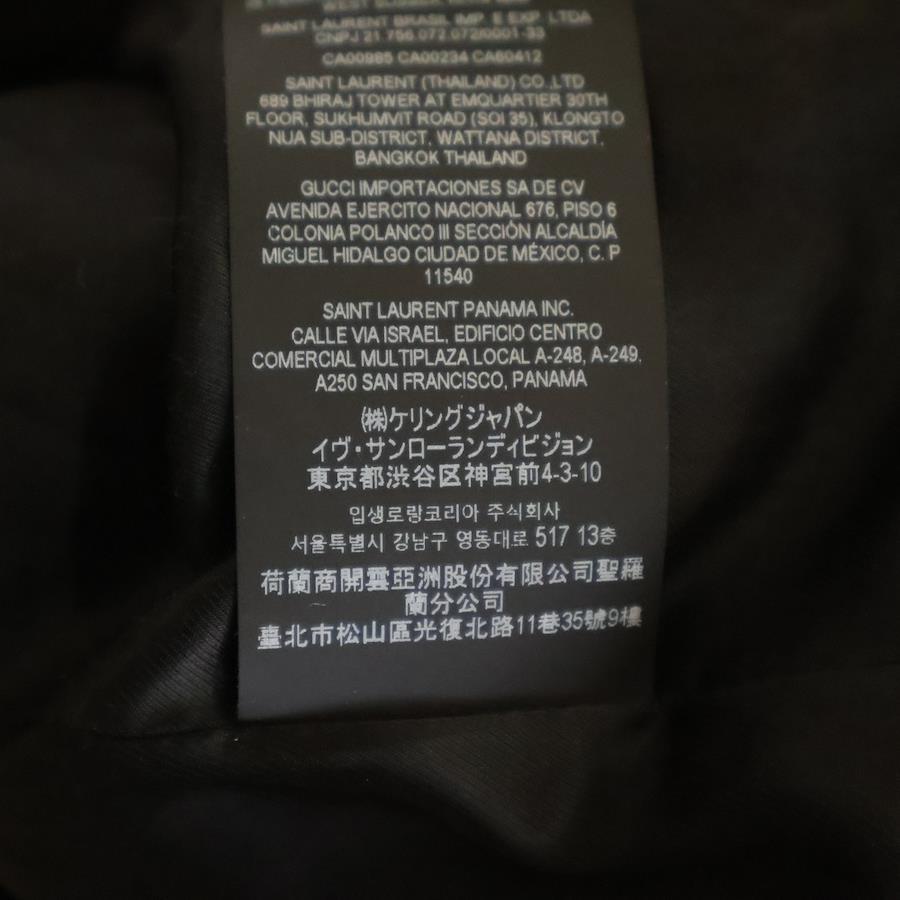 SAINT LAURENT BRASIL IMP. E EXP. LTDA
CNPJ 21.756.072.072/0001-33
CA00985 CA00234 CA60412
SAINT LAURENT (THAILAND) CO.,LTD
689 BHIRAJ TOWER AT EMQUARTIER 30TH
FLOOR, SUKHUMVIT ROAD (SOI 35), KLONGTO
NUA SUB-DISTRICT, WATTANA DISTRICT,
BANGKOK THAILAND
GUCCI IMPORTACIONES SA DE CV
AVENIDA EJERCITO NACIONAL 676, PISO 6
COLONIA POLANCO III SECCIÓN ALCALDÍA
MIGUEL HIDALGO CIUDAD DE MÉXICO, C. P
11540
SAINT LAURENT PANAMA INC.
CALLE VIA ISRAEL, EDIFICIO CENTRO
COMERCIAL MULTIPLAZA LOCAL A-248, A-249,
A250 SAN FRANCISCO, PANAMA
㈱ケリングジャパン
イヴ・サンローランディビジョン
東京都渋谷区神宮前4-3-10
입생로랑코리아 주식회사
서울특별시 강남구 영동대로 517 13층
荷蘭商開雲亞洲股份有限公司聖羅
蘭分公司
臺北市松山區光復北路11巷35號9樓